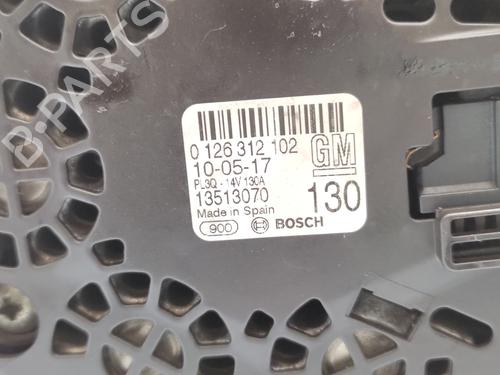 B-PARTS
0 126 312 102
GM
10-05-17
PL3Q - 14V 130A
13513070
130
Made in Spain
900
BOSCH